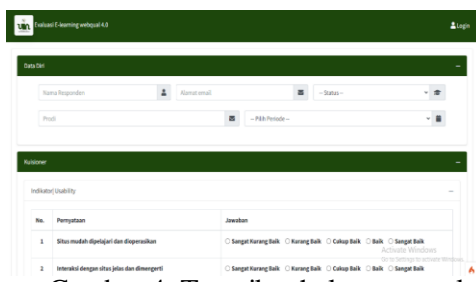 Evaluasi E-learning webqual 4.0
Login
Data Diri
Nama Responden
Alamat email
-- Status --
Prodi
-- Pilih Periode --
Kuisioner
Indikator| Usability
No. Pernyataan Jawaban
1 Situs mudah dipelajari dan dioperasikan Sangat Kurang Baik Kurang Baik Cukup Baik Baik Sangat Baik
Activate Windows
Go to Settings to activate Windows
2 Interaksi dengan situs jelas dan dimengerti Sangat Kurang Baik Kurang Baik Cukup Baik Baik Sangat Baik